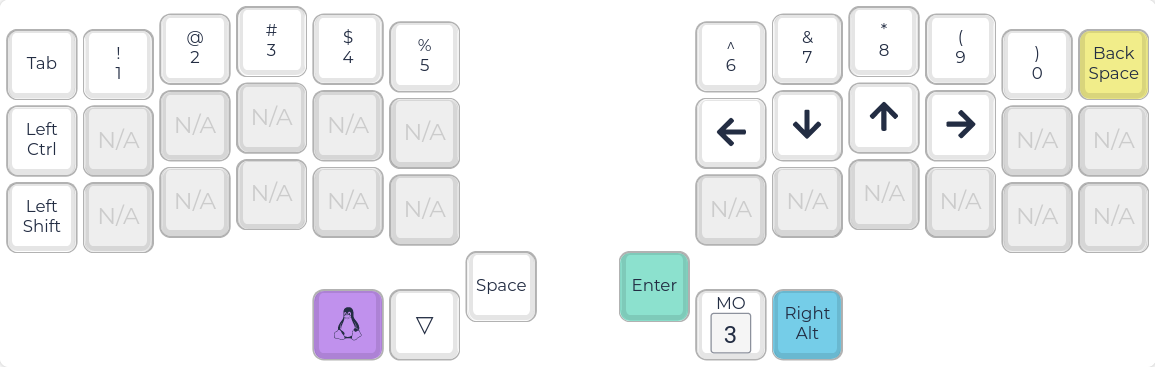 Tab ! @ # $ % ^ & * ( ) Back Space
1 2 3 4 5 6 7 8 9 0
Left Ctrl N/A N/A N/A N/A N/A ← ↓ ↑ → N/A N/A
Left Shift N/A N/A N/A N/A N/A N/A N/A N/A N/A N/A N/A
Space Enter
▽ MO 3 Right Alt